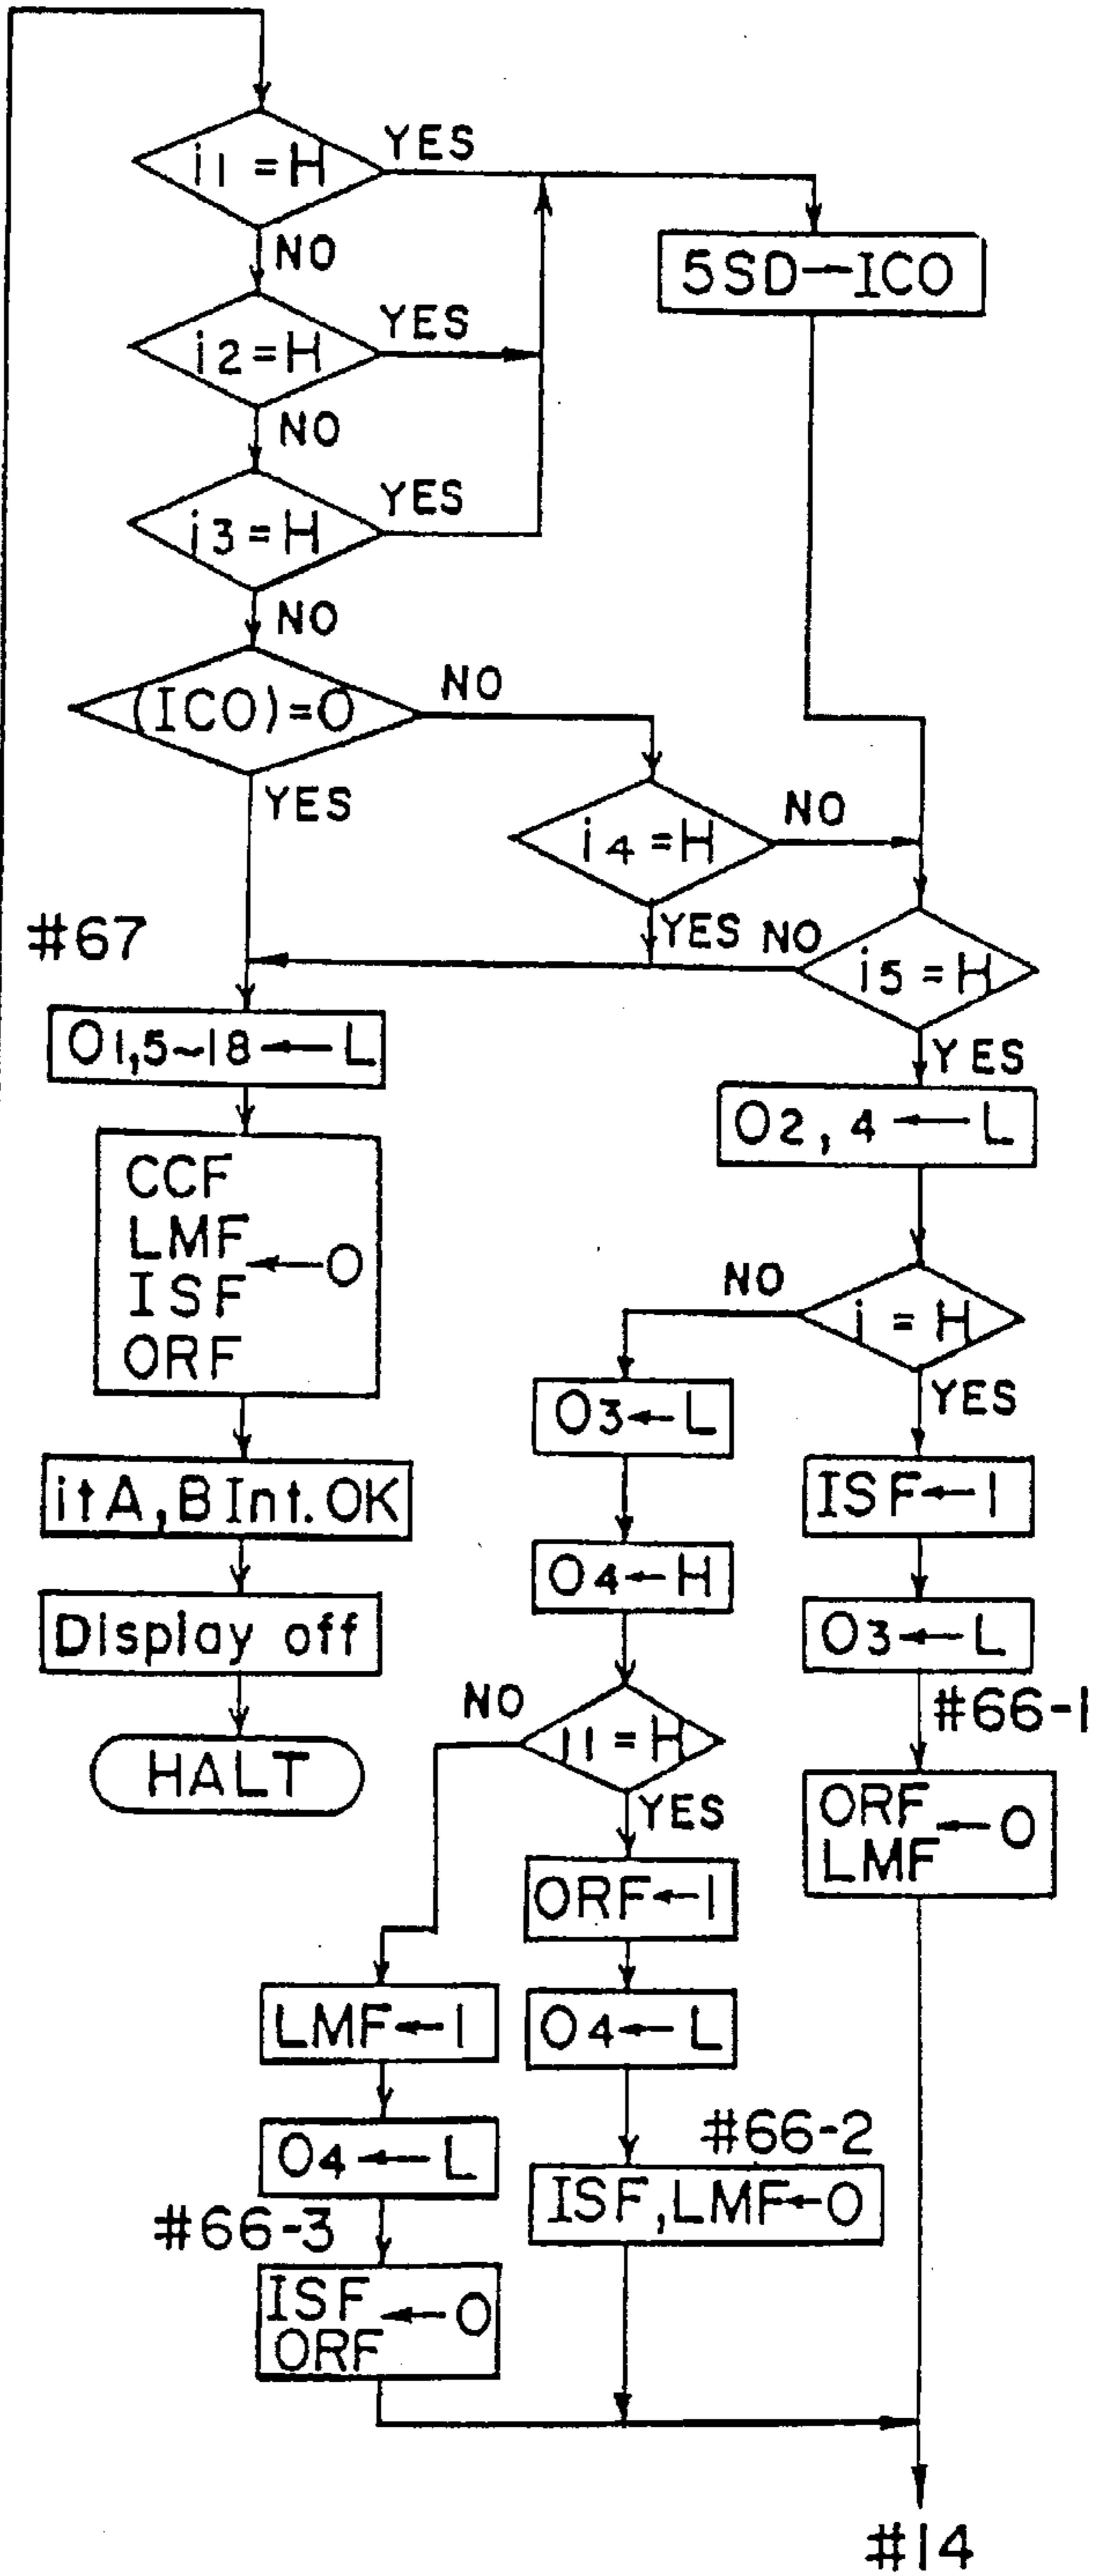 i1 = H
YES
NO
5SD←ICO
i2 = H
YES
NO
i3 = H
YES
NO
(ICO)=0
NO
YES
i4 = H
NO
YES
#67
i5 = H
NO
YES
O1,5~18 ← L
O2, 4 ← L
CCF
LMF
ISF
ORF
← 0
i = H
NO
YES
O3 ← L
ISF ← 1
itA, B Int. OK
O4 ← H
O3 ← L
Display off
#66-1
HALT
i1 = H
NO
YES
ORF
LMF
← 0
ORF ← 1
LMF ← 1
O4 ← L
O4 ← L
#66-2
ISF, LMF ← 0
#66-3
ISF
ORF
← 0
#14